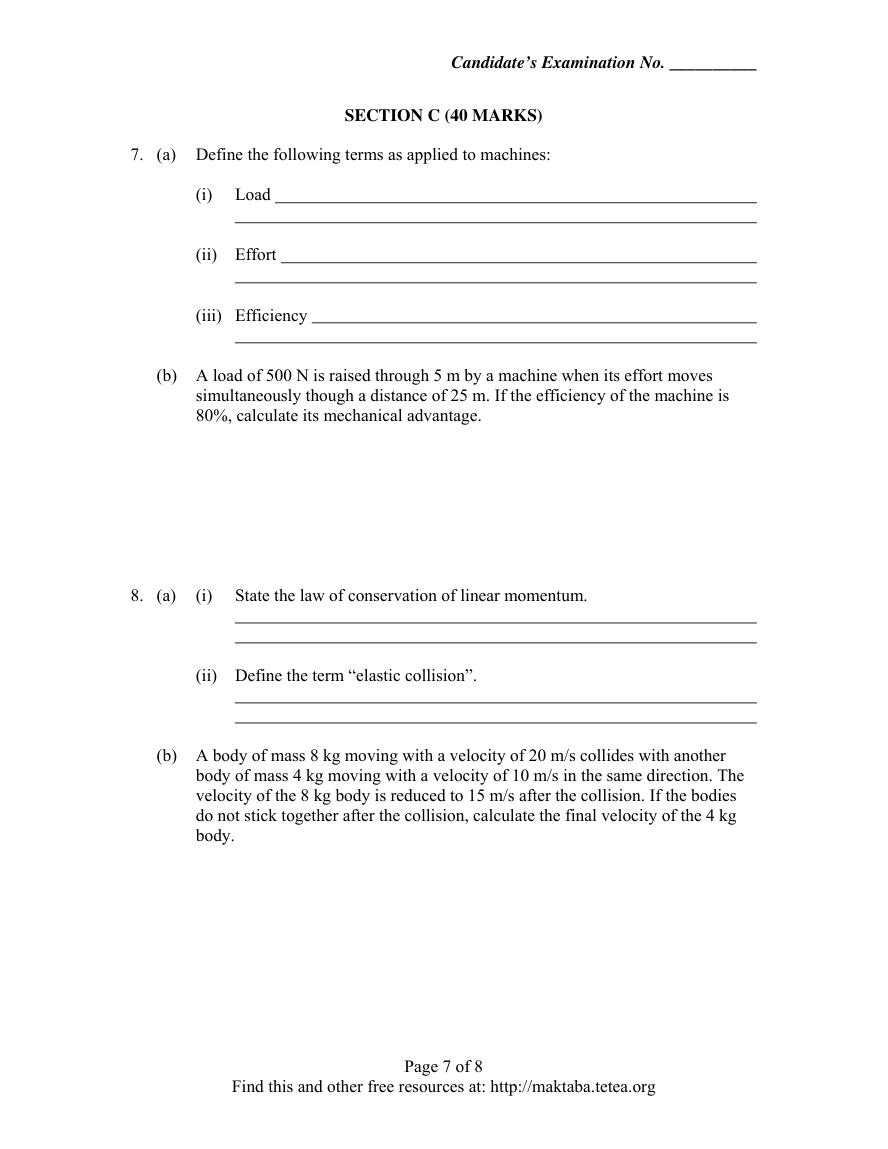 Candidate's Examination No. __________
SECTION C (40 MARKS)
7. (a) Define the following terms as applied to machines:
(i) Load
(ii) Effort
(iii) Efficiency
(b) A load of 500 N is raised through 5 m by a machine when its effort moves
simultaneously though a distance of 25 m. If the efficiency of the machine is
80%, calculate its mechanical advantage.
8. (a) (i) State the law of conservation of linear momentum.
(ii) Define the term “elastic collision”.
(b) A body of mass 8 kg moving with a velocity of 20 m/s collides with another
body of mass 4 kg moving with a velocity of 10 m/s in the same direction. The
velocity of the 8 kg body is reduced to 15 m/s after the collision. If the bodies
do not stick together after the collision, calculate the final velocity of the 4 kg
body.
Page 7 of 8
Find this and other free resources at: http://maktaba.tetea.org